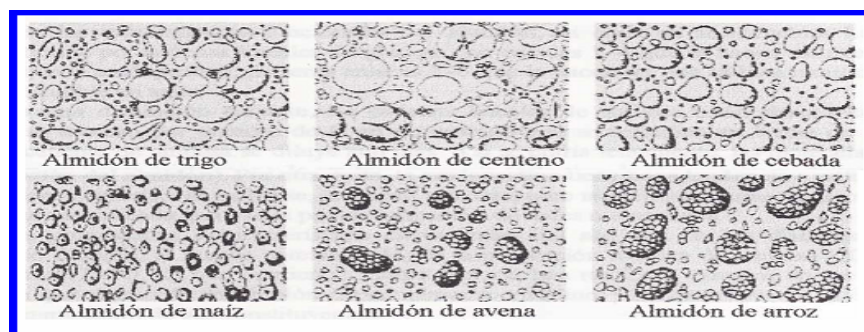 Almidón de trigo
Almidón de centeno
Almidón de cebada
Almidón de maíz
Almidón de avena
Almidón de arroz